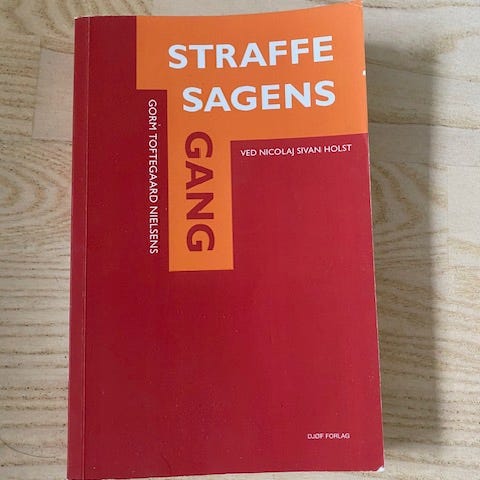 STRAFFE
SAGENS
GANG
GORM TOFTEGAARD NIELSENS
VED NICOLAJ SIVAN HOLST
DJØF FORLAG